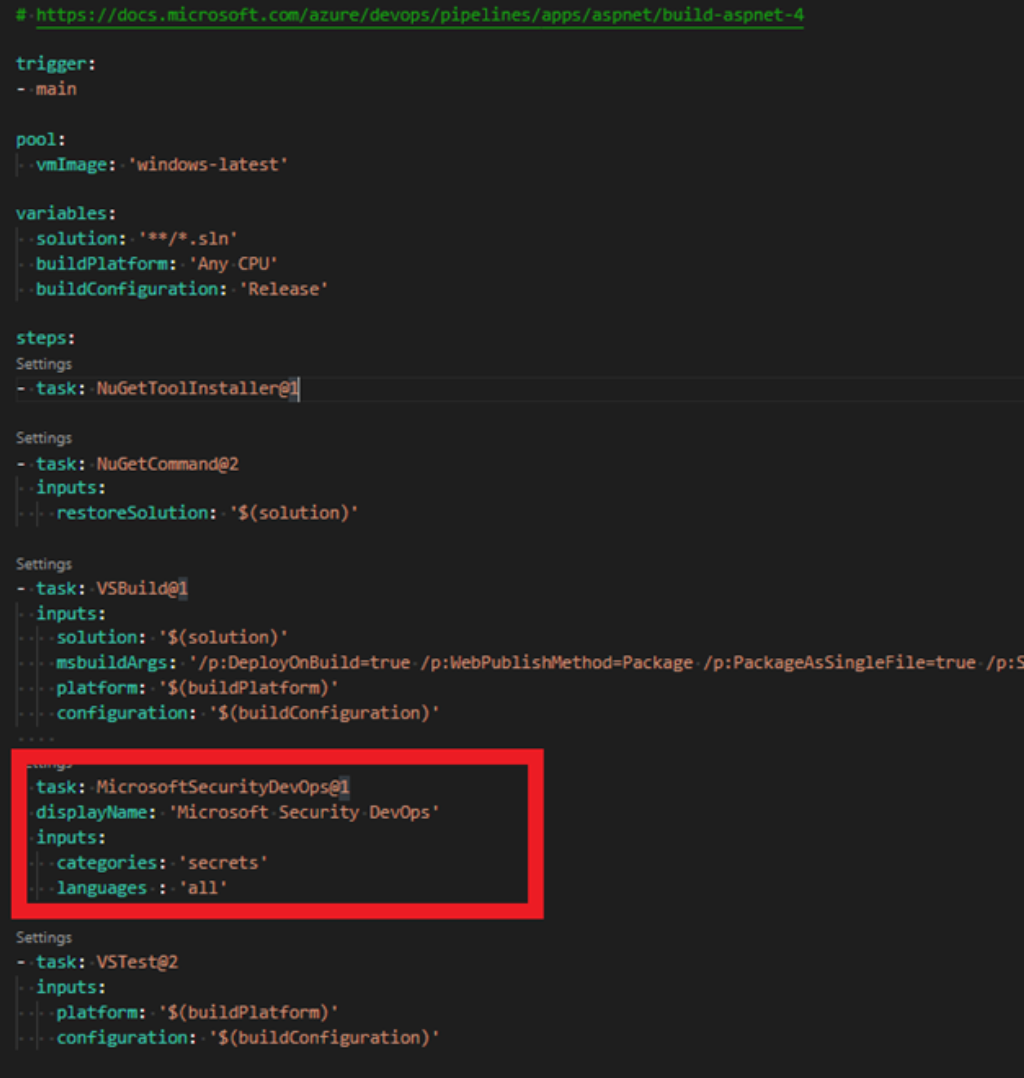 # https://docs.microsoft.com/azure/devops/pipelines/apps/aspnet/build-aspnet-4
trigger:
- main
pool:
  vmImage: 'windows-latest'
variables:
  solution: '**/*.sln'
  buildPlatform: 'Any CPU'
  buildConfiguration: 'Release'
steps:
Settings
- task: NuGetToolInstaller@1
Settings
- task: NuGetCommand@2
  inputs:
    restoreSolution: '$(solution)'
Settings
- task: VSBuild@1
  inputs:
    solution: '$(solution)'
    msbuildArgs: '/p:DeployOnBuild=true /p:WebPublishMethod=Package /p:PackageAsSingleFile=true /p:S
    platform: '$(buildPlatform)'
    configuration: '$(buildConfiguration)'
  task: MicrosoftSecurityDevOps@1
  displayName: 'Microsoft Security DevOps'
  inputs:
    categories: 'secrets'
    languages : 'all'
Settings
- task: VSTest@2
  inputs:
    platform: '$(buildPlatform)'
    configuration: '$(buildConfiguration)'